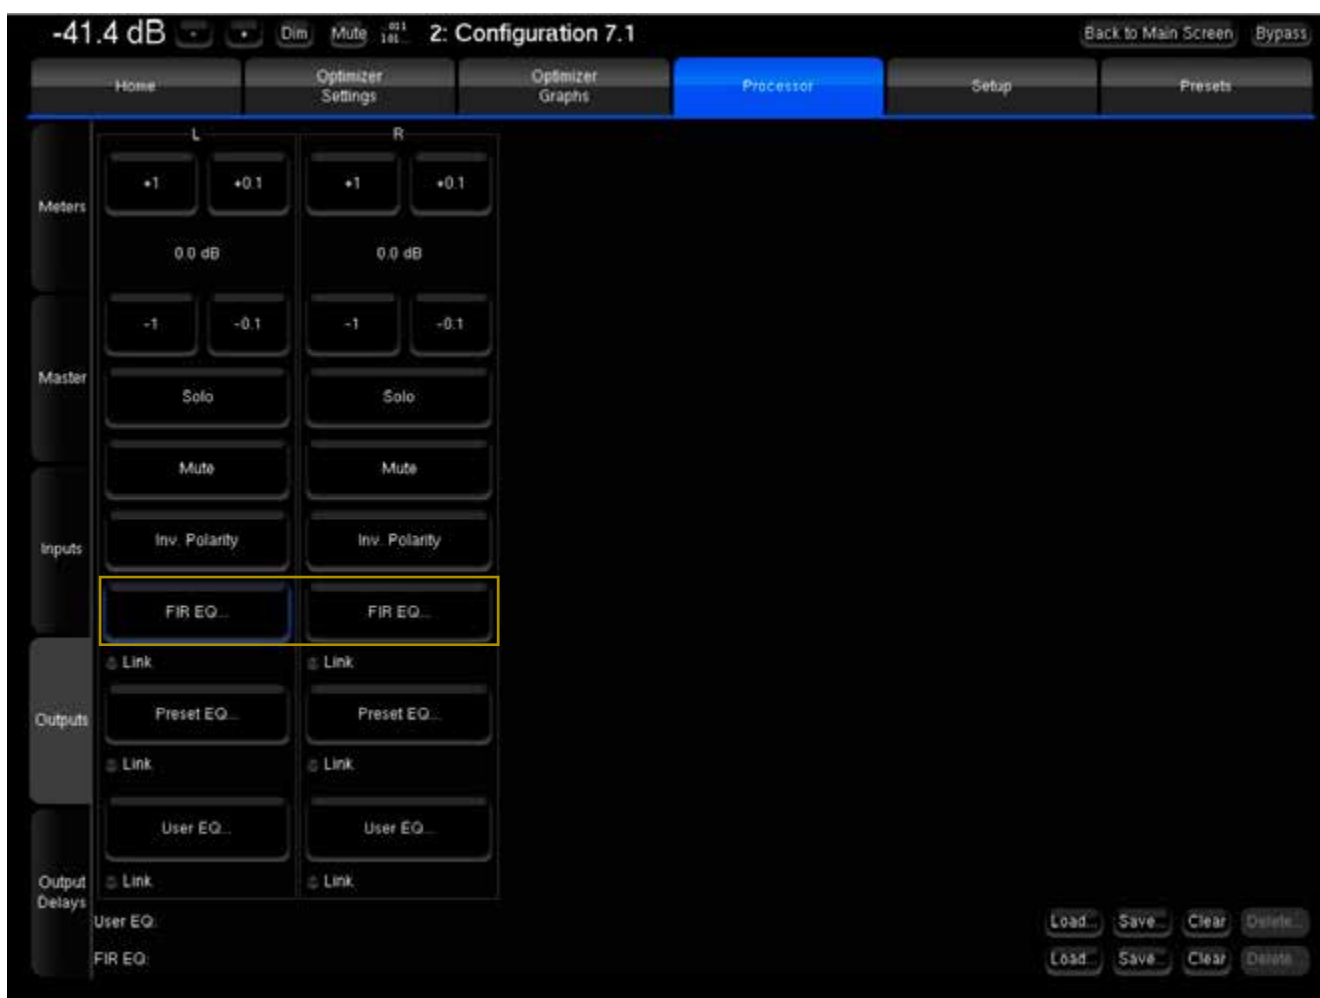 -41.4 dB - + Dim Mute 2: Configuration 7.1 Back to Main Screen Bypass
Home Optimizer Settings Optimizer Graphs Processor Setup Presets
L R
+1 +0.1 +1 +0.1
Meters
0.0 dB 0.0 dB
-1 -0.1 -1 -0.1
Master
Solo Solo
Mute Mute
Inputs
Inv. Polarity Inv. Polarity
FIR EQ... FIR EQ...
Link Link
Outputs
Preset EQ... Preset EQ...
Link Link
User EQ... User EQ...
Output Delays
Link Link
User EQ: Load... Save... Clear Delete...
FIR EQ: Load... Save... Clear Delete...